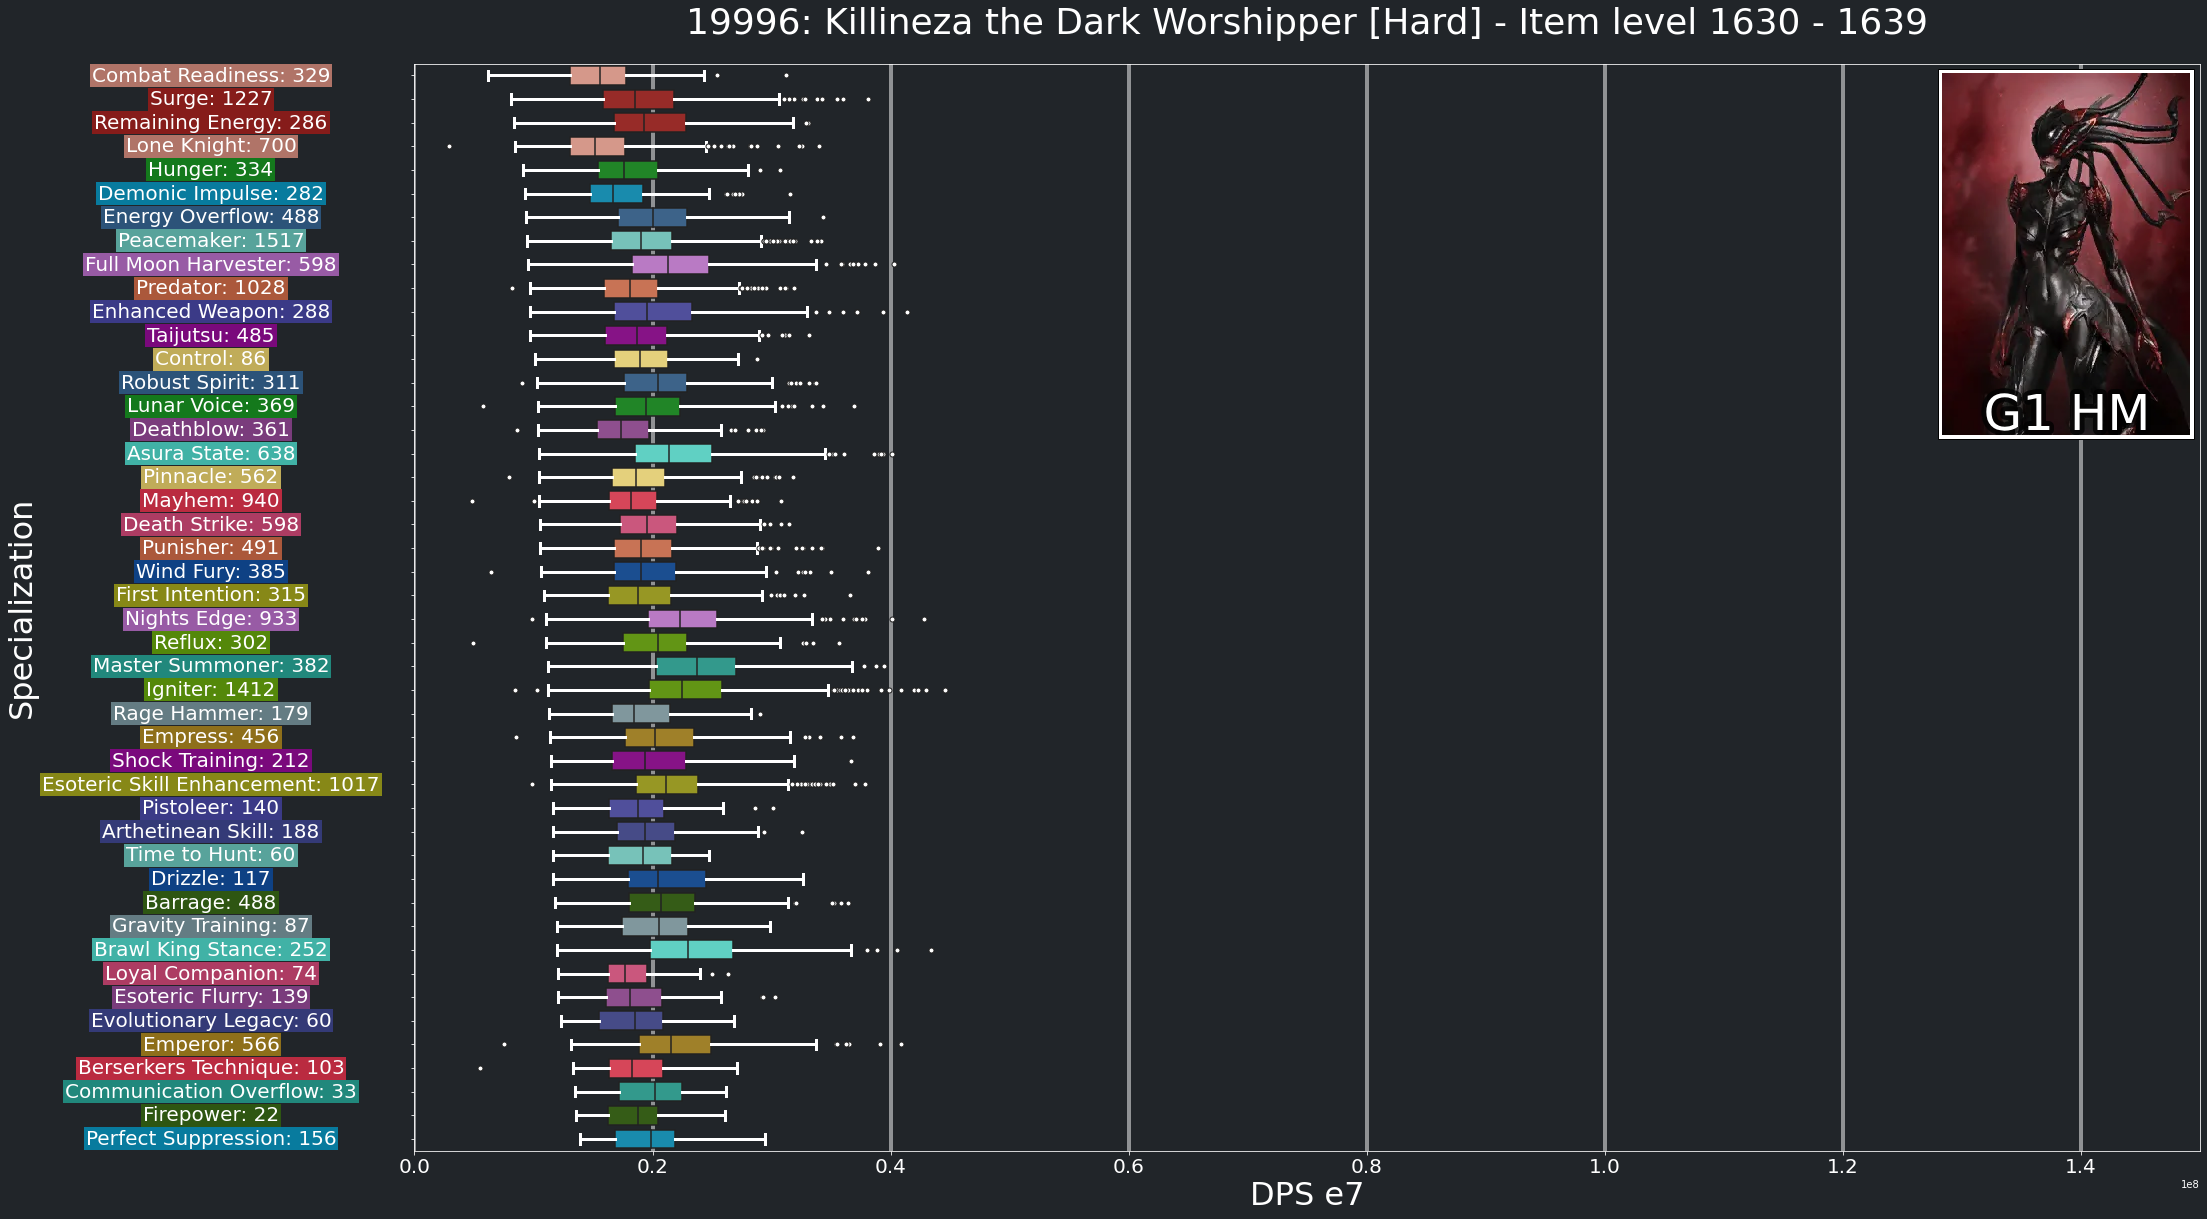 19996: Killineza the Dark Worshipper [Hard] - Item level 1630 - 1639
Combat Readiness: 329
Surge: 1227
Remaining Energy: 286
Lone Knight: 700
Hunger: 334
Demonic Impulse: 282
Energy Overflow: 488
Peacemaker: 1517
Full Moon Harvester: 598
Predator: 1028
Enhanced Weapon: 288
Taijutsu: 485
Control: 86
Robust Spirit: 311
Lunar Voice: 369
Deathblow: 361
Asura State: 638
Pinnacle: 562
Mayhem: 940
Death Strike: 598
Punisher: 491
Wind Fury: 385
First Intention: 315
Nights Edge: 933
Reflux: 302
Master Summoner: 382
Igniter: 1412
Rage Hammer: 179
Empress: 456
Shock Training: 212
Esoteric Skill Enhancement: 1017
Pistoleer: 140
Arthetinean Skill: 188
Time to Hunt: 60
Drizzle: 117
Barrage: 488
Gravity Training: 87
Brawl King Stance: 252
Loyal Companion: 74
Esoteric Flurry: 139
Evolutionary Legacy: 60
Emperor: 566
Berserkers Technique: 103
Communication Overflow: 33
Firepower: 22
Perfect Suppression: 156
Specialization
G1 HM
0.0 0.2 0.4 0.6 0.8 1.0 1.2 1.4
1e8
DPS e7